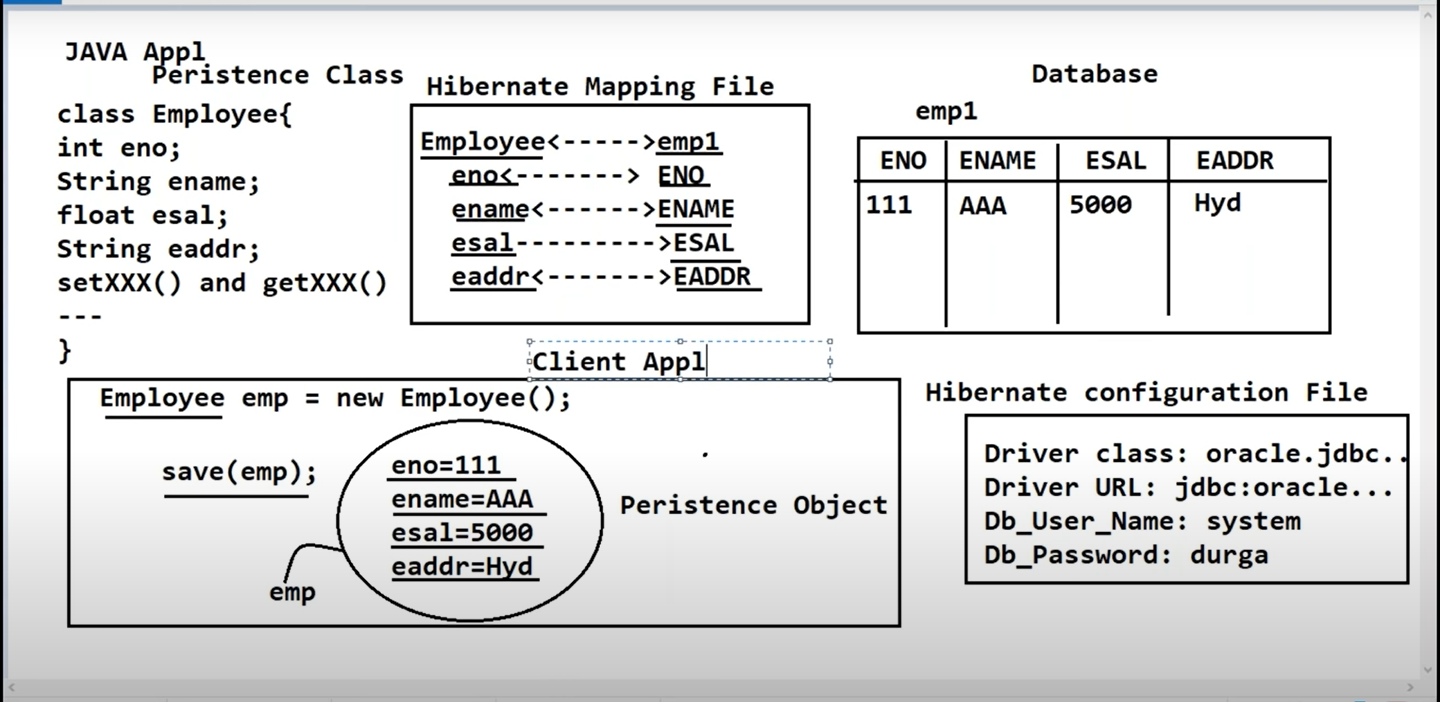 JAVA Appl
Peristence Class
class Employee{
int eno;
String ename;
float esal;
String eaddr;
setXXX() and getXXX()
---
}
Hibernate Mapping File
Employee<----->emp1
eno<-------> ENO
ename<------>ENAME
esal--------->ESAL
eaddr<------->EADDR
Database
emp1
ENO ENAME ESAL EADDR
111 AAA 5000 Hyd
Client Appl
Employee emp = new Employee();
save(emp);
eno=111
ename=AAA
esal=5000
eaddr=Hyd
emp
Peristence Object
Hibernate configuration File
Driver class: oracle.jdbc..
Driver URL: jdbc:oracle...
Db_User_Name: system
Db_Password: durga